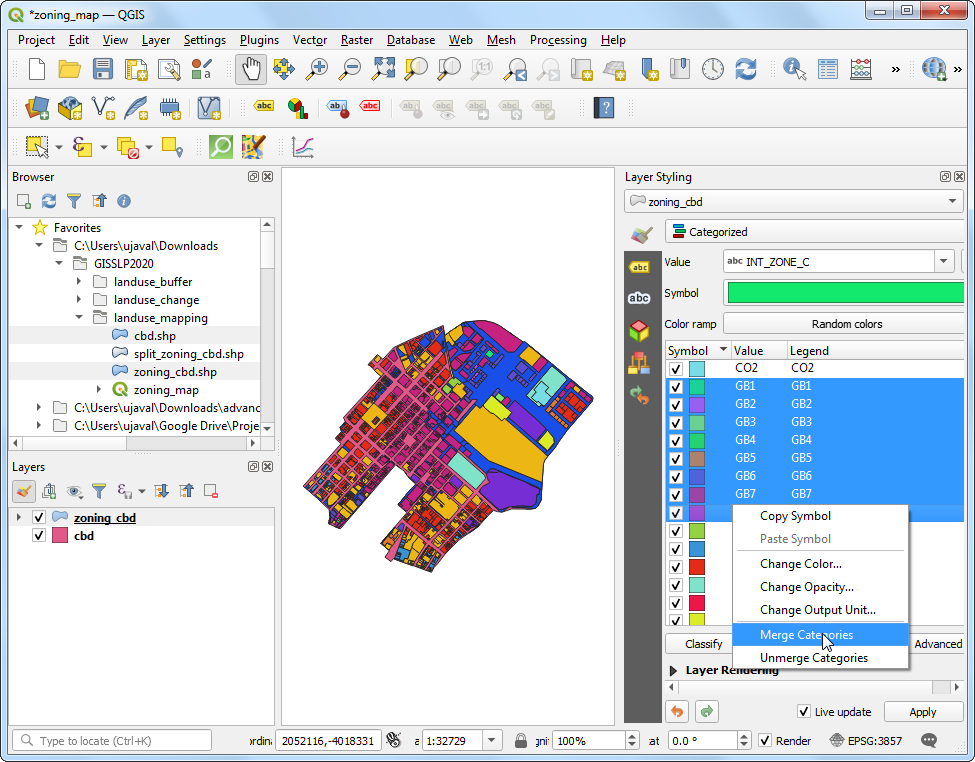 *zoning_map — QGIS
Project Edit View Layer Settings Plugins Vector Raster Database Web Mesh Processing Help
Browser
Favorites
C:\Users\ujaval\Downloads
GISSLP2020
landuse_buffer
landuse_change
landuse_mapping
cbd.shp
split_zoning_cbd.shp
zoning_cbd.shp
zoning_map
C:\Users\ujaval\Downloads\advanc
C:\Users\ujaval\Google Drive\Proje
Layers
zoning_cbd
cbd
Layer Styling
zoning_cbd
Categorized
Value abc INT_ZONE_C
Symbol
Color ramp Random colors
Symbol Value Legend
CO2 CO2
GB1 GB1
GB2 GB2
GB3 GB3
GB4 GB4
GB5 GB5
GB6 GB6
GB7 GB7
Copy Symbol
Paste Symbol
Change Color...
Change Opacity...
Change Output Unit...
Merge Categories
Unmerge Categories
Classify Advanced
Layer Rendering
Live update Apply
Type to locate (Ctrl+K) ordina 2052116,-4018331 1:32729 gni 100% at 0.0 ° Render EPSG:3857